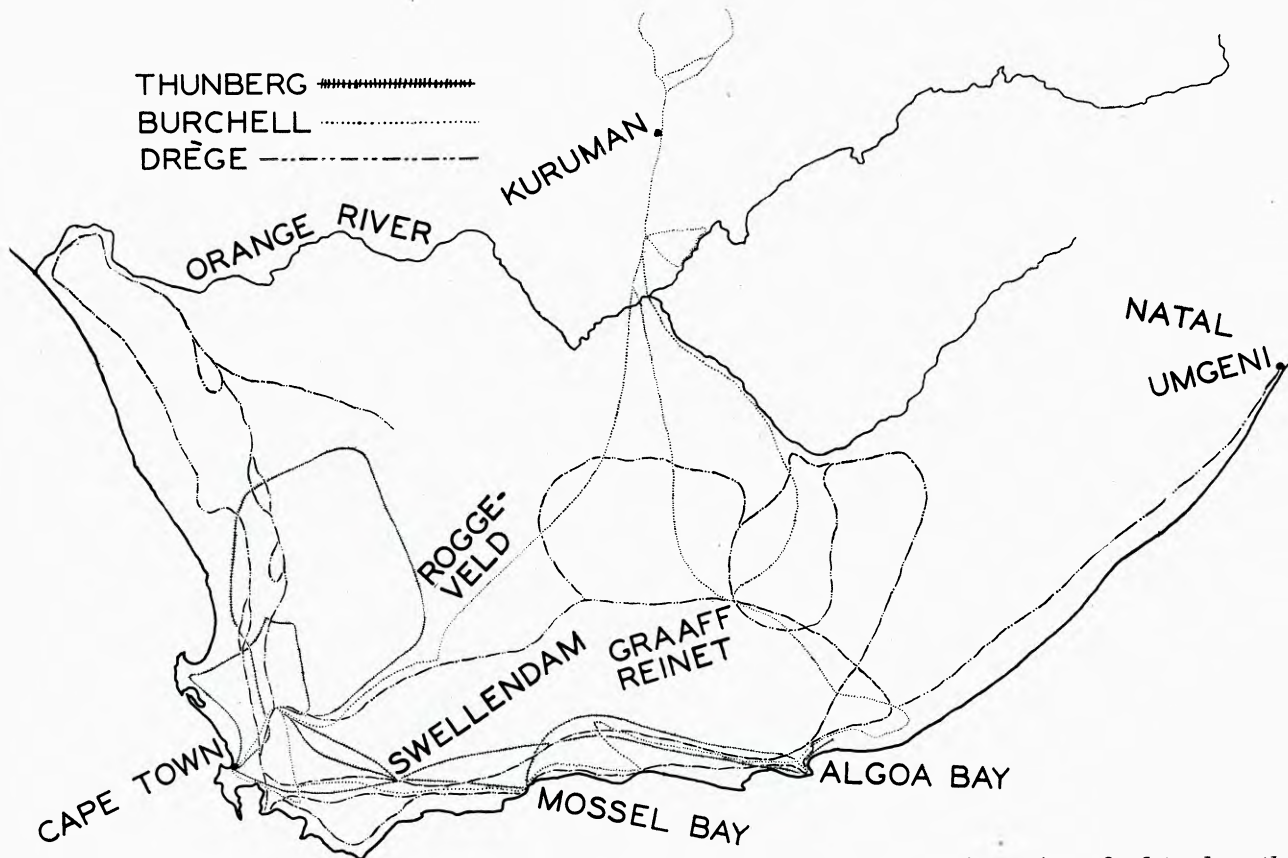 THUNBERG
BURCHELL
DRÈGE
KURUMAN
ORANGE RIVER
NATAL
UMGENI
ROGGE-
VELD
GRAAFF
REINET
SWELLENDAM
CAPE TOWN
MOSSEL BAY
ALGOA BAY